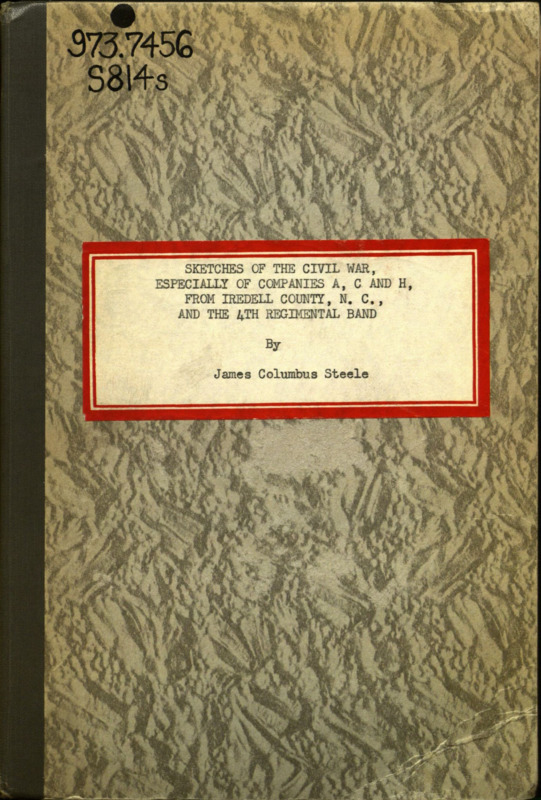 973.7456
S814s
SKETCHES OF THE CIVIL WAR,
ESPECIALLY OF COMPANIES A, C AND H,
FROM IREDELL COUNTY, N. C.,
AND THE 4TH REGIMENTAL BAND
By
James Columbus Steele